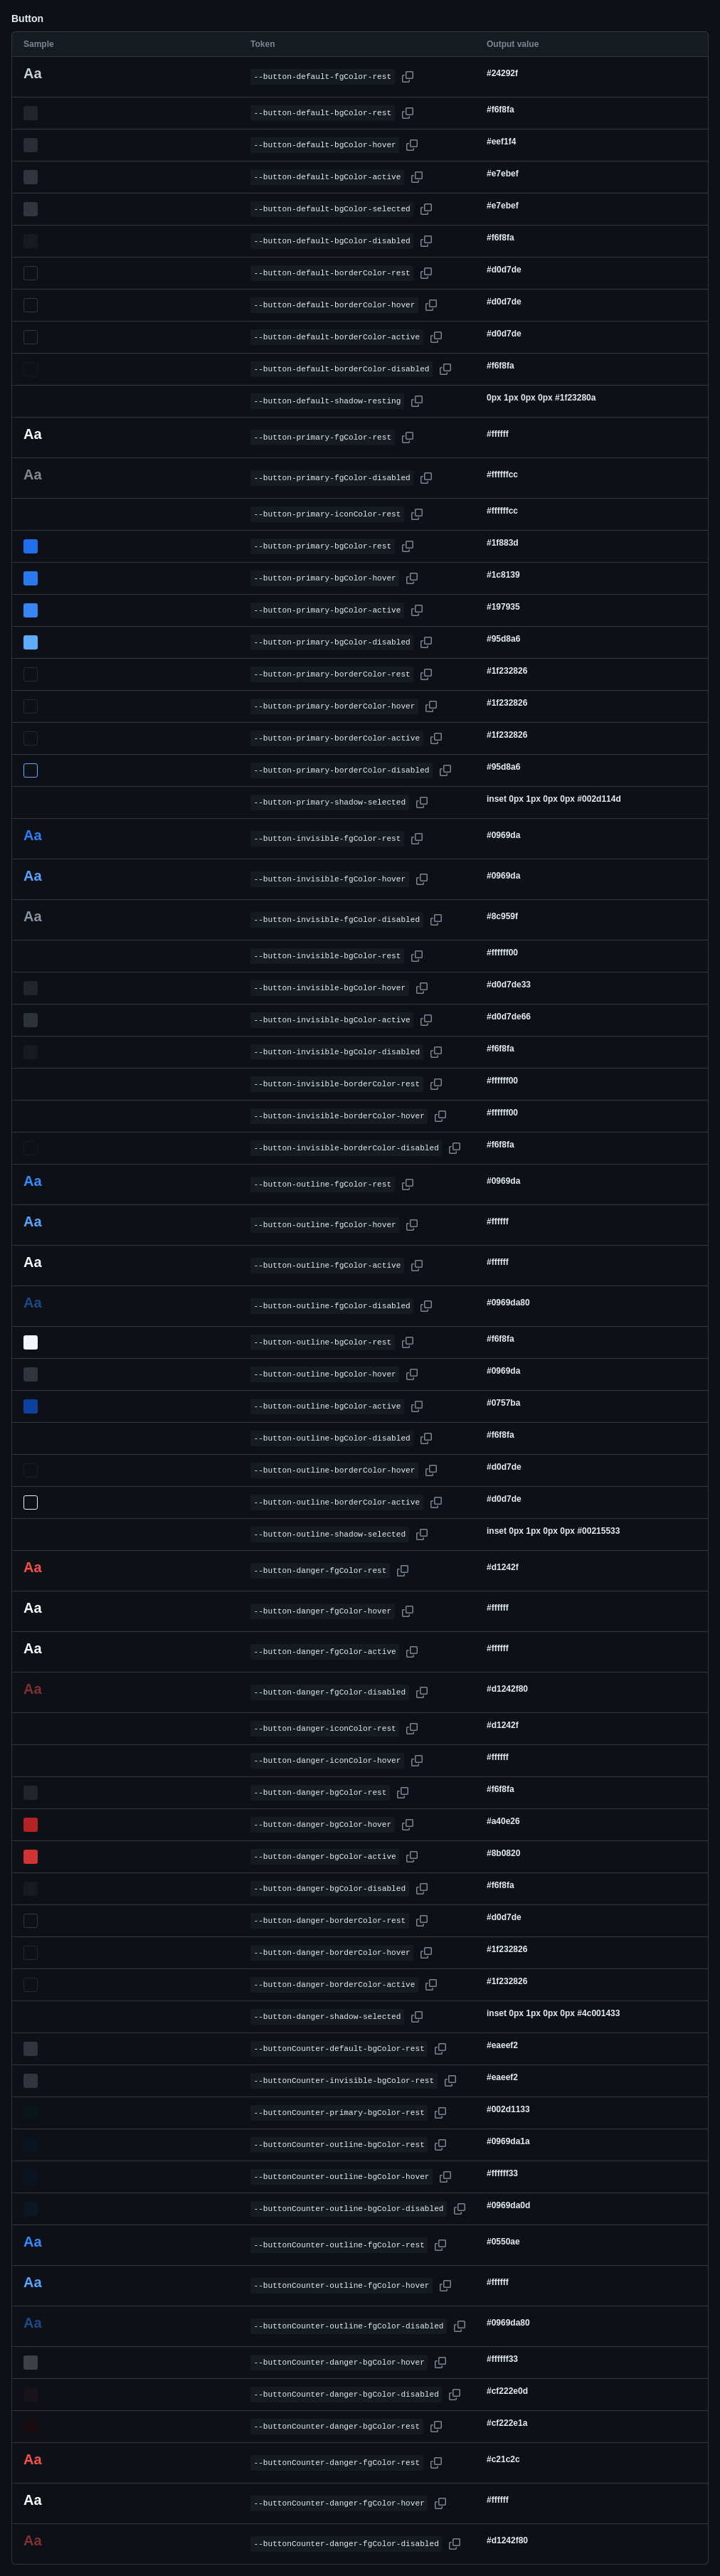 Button
Sample Token Output value
Aa --button-default-fgColor-rest #24292f
--button-default-bgColor-rest #f6f8fa
--button-default-bgColor-hover #eef1f4
--button-default-bgColor-active #e7ebef
--button-default-bgColor-selected #e7ebef
--button-default-bgColor-disabled #f6f8fa
--button-default-borderColor-rest #d0d7de
--button-default-borderColor-hover #d0d7de
--button-default-borderColor-active #d0d7de
--button-default-borderColor-disabled #f6f8fa
--button-default-shadow-resting 0px 1px 0px 0px #1f23280a
Aa --button-primary-fgColor-rest #ffffff
Aa --button-primary-fgColor-disabled #ffffffcc
--button-primary-iconColor-rest #ffffffcc
--button-primary-bgColor-rest #1f883d
--button-primary-bgColor-hover #1c8139
--button-primary-bgColor-active #197935
--button-primary-bgColor-disabled #95d8a6
--button-primary-borderColor-rest #1f232826
--button-primary-borderColor-hover #1f232826
--button-primary-borderColor-active #1f232826
--button-primary-borderColor-disabled #95d8a6
--button-primary-shadow-selected inset 0px 1px 0px 0px #002d114d
Aa --button-invisible-fgColor-rest #0969da
Aa --button-invisible-fgColor-hover #0969da
Aa --button-invisible-fgColor-disabled #8c959f
--button-invisible-bgColor-rest #ffffff00
--button-invisible-bgColor-hover #d0d7de33
--button-invisible-bgColor-active #d0d7de66
--button-invisible-bgColor-disabled #f6f8fa
--button-invisible-borderColor-rest #ffffff00
--button-invisible-borderColor-hover #ffffff00
--button-invisible-borderColor-disabled #f6f8fa
Aa --button-outline-fgColor-rest #0969da
Aa --button-outline-fgColor-hover #ffffff
Aa --button-outline-fgColor-active #ffffff
Aa --button-outline-fgColor-disabled #0969da80
--button-outline-bgColor-rest #f6f8fa
--button-outline-bgColor-hover #0969da
--button-outline-bgColor-active #0757ba
--button-outline-bgColor-disabled #f6f8fa
--button-outline-borderColor-hover #d0d7de
--button-outline-borderColor-active #d0d7de
--button-outline-shadow-selected inset 0px 1px 0px 0px #00215533
Aa --button-danger-fgColor-rest #d1242f
Aa --button-danger-fgColor-hover #ffffff
Aa --button-danger-fgColor-active #ffffff
Aa --button-danger-fgColor-disabled #d1242f80
--button-danger-iconColor-rest #d1242f
--button-danger-iconColor-hover #ffffff
--button-danger-bgColor-rest #f6f8fa
--button-danger-bgColor-hover #a40e26
--button-danger-bgColor-active #8b0820
--button-danger-bgColor-disabled #f6f8fa
--button-danger-borderColor-rest #d0d7de
--button-danger-borderColor-hover #1f232826
--button-danger-borderColor-active #1f232826
--button-danger-shadow-selected inset 0px 1px 0px 0px #4c001433
--buttonCounter-default-bgColor-rest #eaeef2
--buttonCounter-invisible-bgColor-rest #eaeef2
--buttonCounter-primary-bgColor-rest #002d1133
--buttonCounter-outline-bgColor-rest #0969da1a
--buttonCounter-outline-bgColor-hover #ffffff33
--buttonCounter-outline-bgColor-disabled #0969da0d
Aa --buttonCounter-outline-fgColor-rest #0550ae
Aa --buttonCounter-outline-fgColor-hover #ffffff
Aa --buttonCounter-outline-fgColor-disabled #0969da80
--buttonCounter-danger-bgColor-hover #ffffff33
--buttonCounter-danger-bgColor-disabled #cf222e0d
--buttonCounter-danger-bgColor-rest #cf222e1a
Aa --buttonCounter-danger-fgColor-rest #c21c2c
Aa --buttonCounter-danger-fgColor-hover #ffffff
Aa --buttonCounter-danger-fgColor-disabled #d1242f80